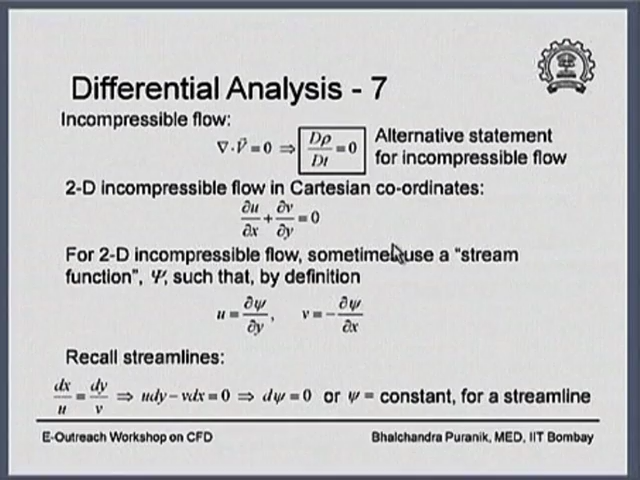 Differential Analysis - 7
Incompressible flow:
∇·V⃗ = 0 ⇒ Dρ/Dt = 0 Alternative statement
for incompressible flow
2-D incompressible flow in Cartesian co-ordinates:
∂u/∂x + ∂v/∂y = 0
For 2-D incompressible flow, sometimes use a “stream
function”, Ψ, such that, by definition
u = ∂ψ/∂y, v = −∂ψ/∂x
Recall streamlines:
dx/u = dy/v ⇒ udy − vdx = 0 ⇒ dψ = 0 or ψ = constant, for a streamline
E-Outreach Workshop on CFD
Bhalchandra Puranik, MED, IIT Bombay